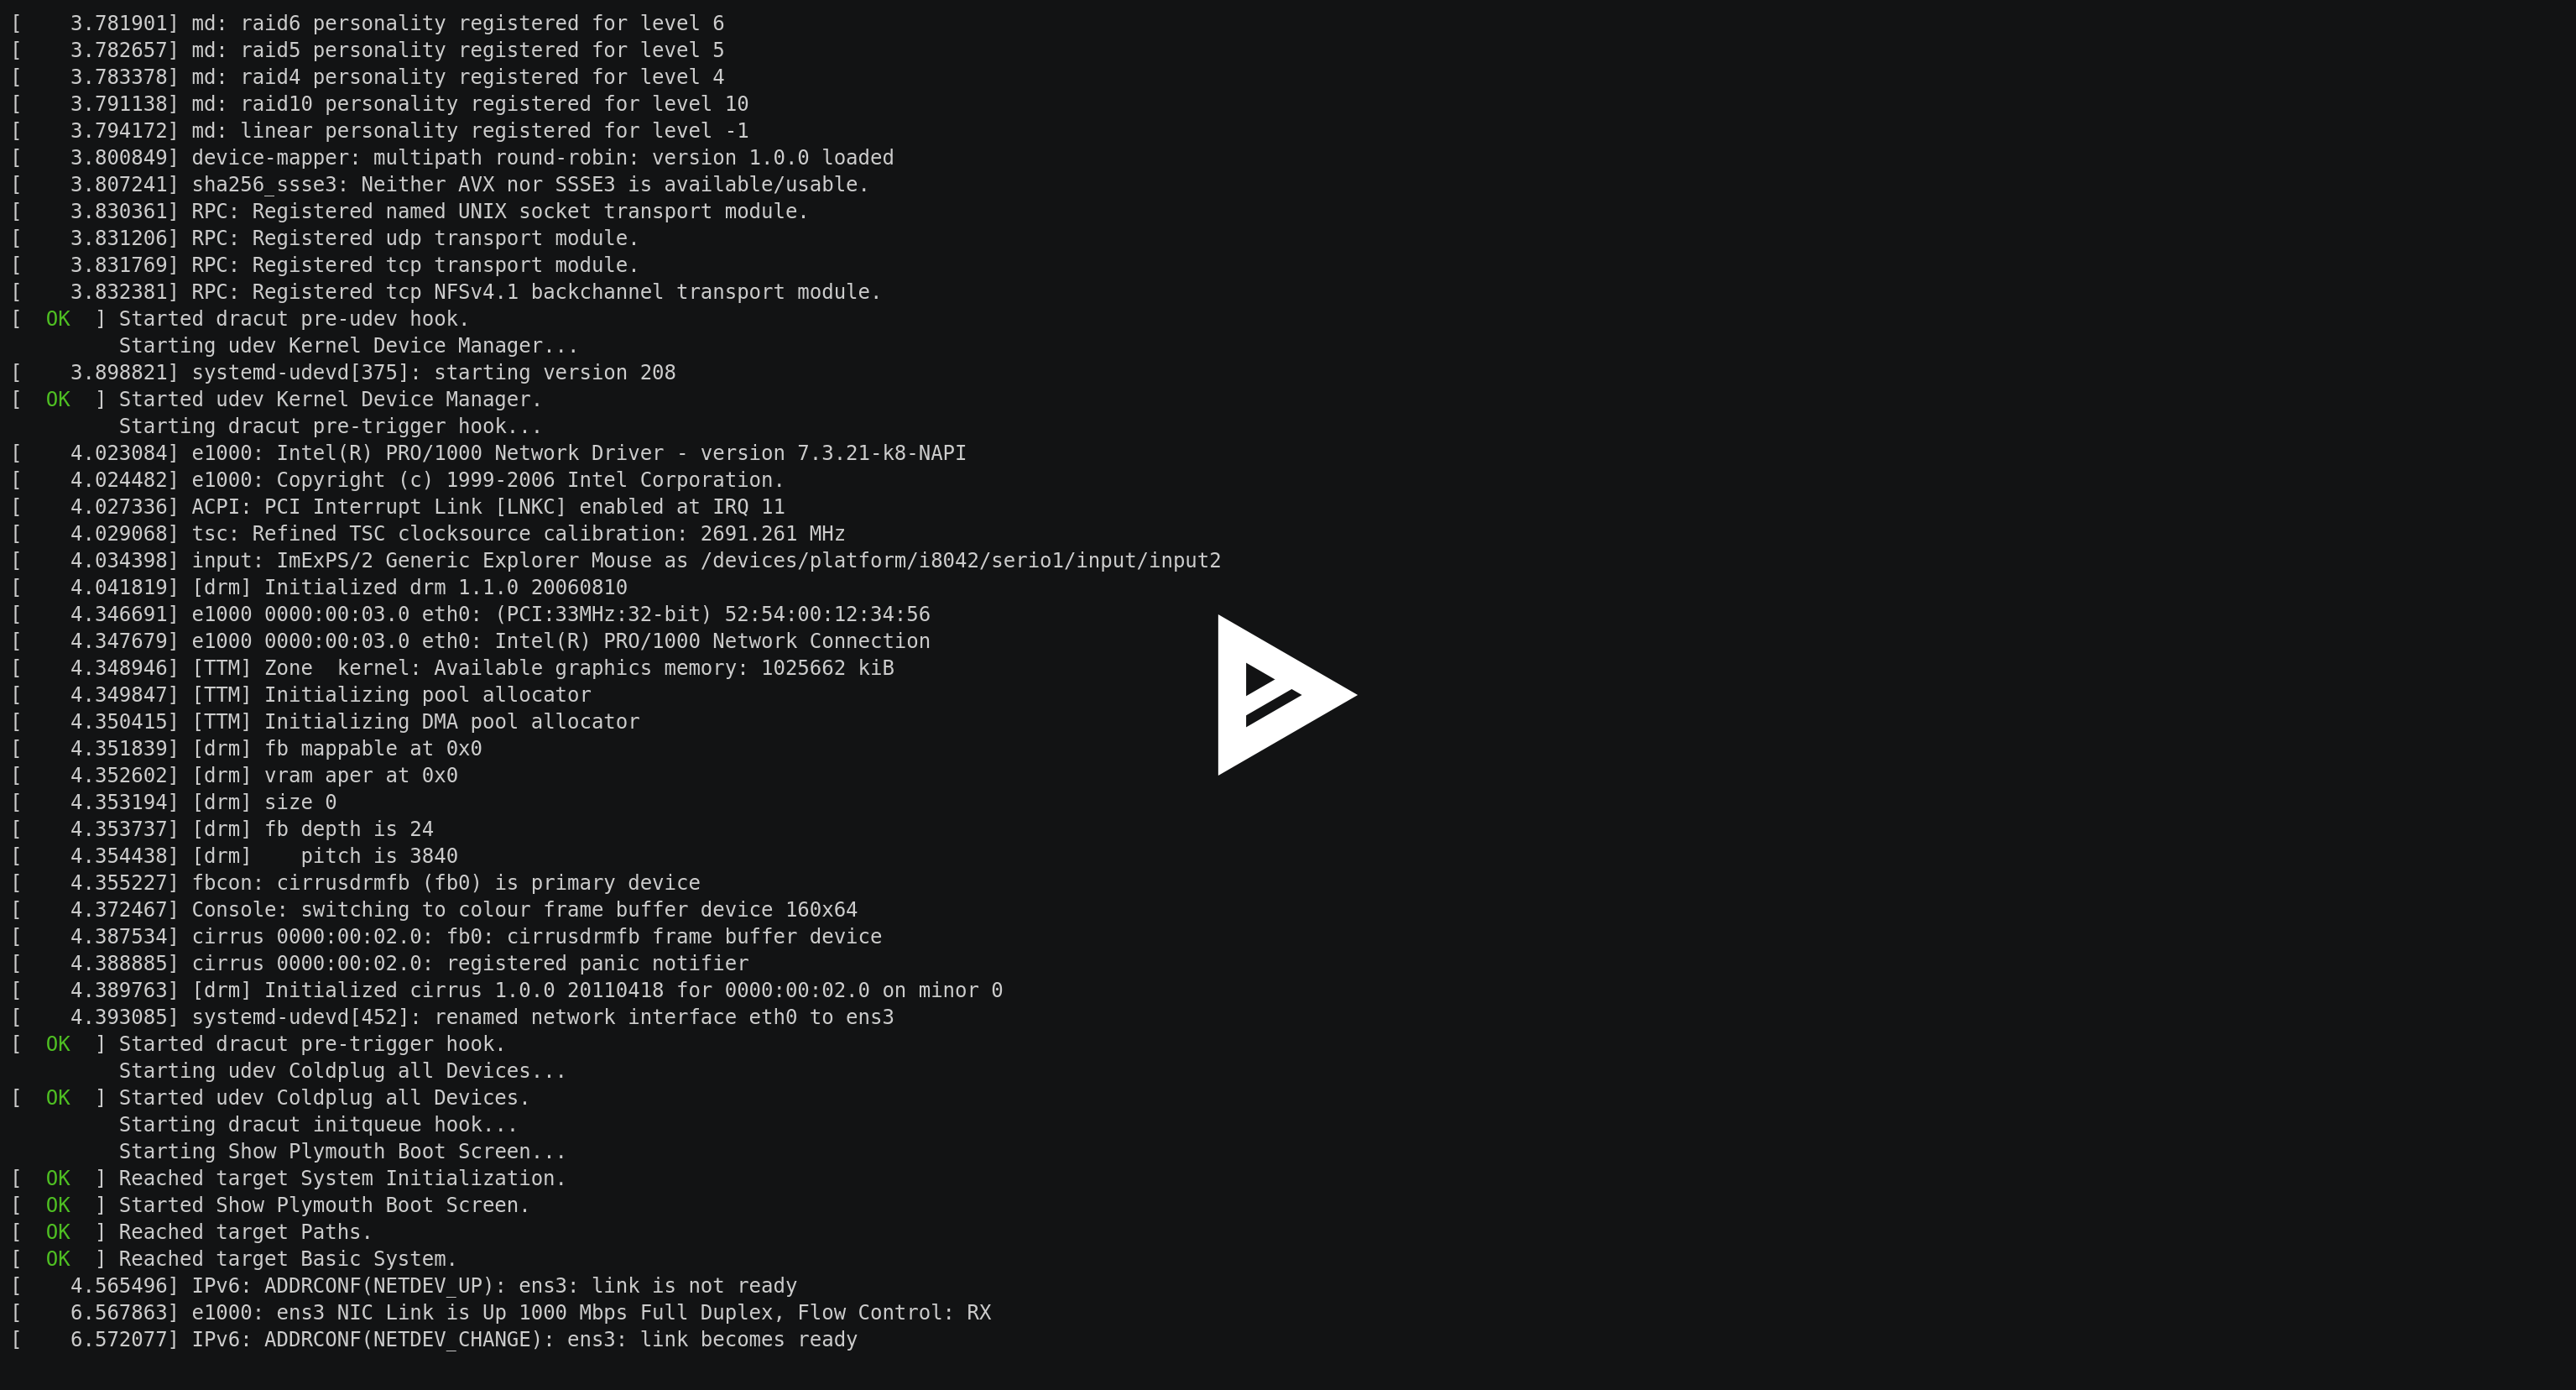 [    3.781901] md: raid6 personality registered for level 6
[    3.782657] md: raid5 personality registered for level 5
[    3.783378] md: raid4 personality registered for level 4
[    3.791138] md: raid10 personality registered for level 10
[    3.794172] md: linear personality registered for level -1
[    3.800849] device-mapper: multipath round-robin: version 1.0.0 loaded
[    3.807241] sha256_ssse3: Neither AVX nor SSSE3 is available/usable.
[    3.830361] RPC: Registered named UNIX socket transport module.
[    3.831206] RPC: Registered udp transport module.
[    3.831769] RPC: Registered tcp transport module.
[    3.832381] RPC: Registered tcp NFSv4.1 backchannel transport module.
[  OK  ] Started dracut pre-udev hook.
         Starting udev Kernel Device Manager...
[    3.898821] systemd-udevd[375]: starting version 208
[  OK  ] Started udev Kernel Device Manager.
         Starting dracut pre-trigger hook...
[    4.023084] e1000: Intel(R) PRO/1000 Network Driver - version 7.3.21-k8-NAPI
[    4.024482] e1000: Copyright (c) 1999-2006 Intel Corporation.
[    4.027336] ACPI: PCI Interrupt Link [LNKC] enabled at IRQ 11
[    4.029068] tsc: Refined TSC clocksource calibration: 2691.261 MHz
[    4.034398] input: ImExPS/2 Generic Explorer Mouse as /devices/platform/i8042/serio1/input/input2
[    4.041819] [drm] Initialized drm 1.1.0 20060810
[    4.346691] e1000 0000:00:03.0 eth0: (PCI:33MHz:32-bit) 52:54:00:12:34:56
[    4.347679] e1000 0000:00:03.0 eth0: Intel(R) PRO/1000 Network Connection
[    4.348946] [TTM] Zone  kernel: Available graphics memory: 1025662 kiB
[    4.349847] [TTM] Initializing pool allocator
[    4.350415] [TTM] Initializing DMA pool allocator
[    4.351839] [drm] fb mappable at 0x0
[    4.352602] [drm] vram aper at 0x0
[    4.353194] [drm] size 0
[    4.353737] [drm] fb depth is 24
[    4.354438] [drm]    pitch is 3840
[    4.355227] fbcon: cirrusdrmfb (fb0) is primary device
[    4.372467] Console: switching to colour frame buffer device 160x64
[    4.387534] cirrus 0000:00:02.0: fb0: cirrusdrmfb frame buffer device
[    4.388885] cirrus 0000:00:02.0: registered panic notifier
[    4.389763] [drm] Initialized cirrus 1.0.0 20110418 for 0000:00:02.0 on minor 0
[    4.393085] systemd-udevd[452]: renamed network interface eth0 to ens3
[  OK  ] Started dracut pre-trigger hook.
         Starting udev Coldplug all Devices...
[  OK  ] Started udev Coldplug all Devices.
         Starting dracut initqueue hook...
         Starting Show Plymouth Boot Screen...
[  OK  ] Reached target System Initialization.
[  OK  ] Started Show Plymouth Boot Screen.
[  OK  ] Reached target Paths.
[  OK  ] Reached target Basic System.
[    4.565496] IPv6: ADDRCONF(NETDEV_UP): ens3: link is not ready
[    6.567863] e1000: ens3 NIC Link is Up 1000 Mbps Full Duplex, Flow Control: RX
[    6.572077] IPv6: ADDRCONF(NETDEV_CHANGE): ens3: link becomes ready